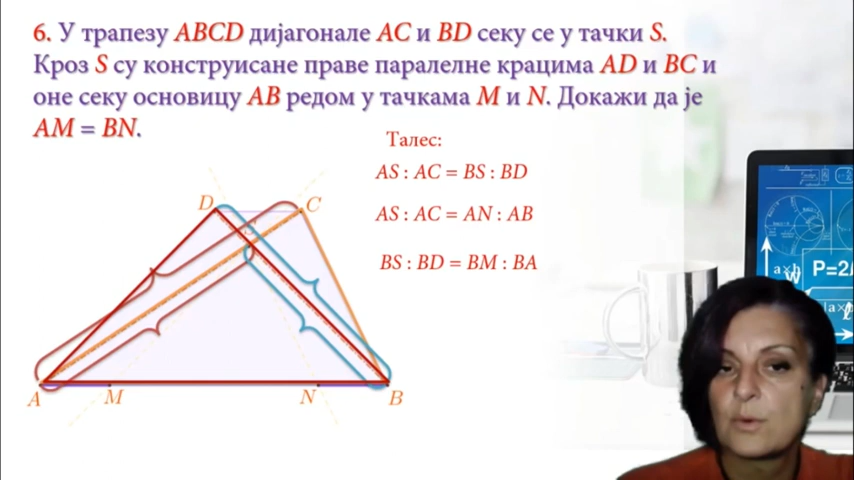 6. У трапезу ABCD дијагонале AC и BD секу се у тачки S.
Кроз S су конструисане праве паралелне крацима AD и BC и
оне секу основицу AB редом у тачкама M и N. Докажи да је
AM = BN.
Талес:
AS : AC = BS : BD
AS : AC = AN : AB
BS : BD = BM : BA
D
C
S
A
M
N
B
P=2